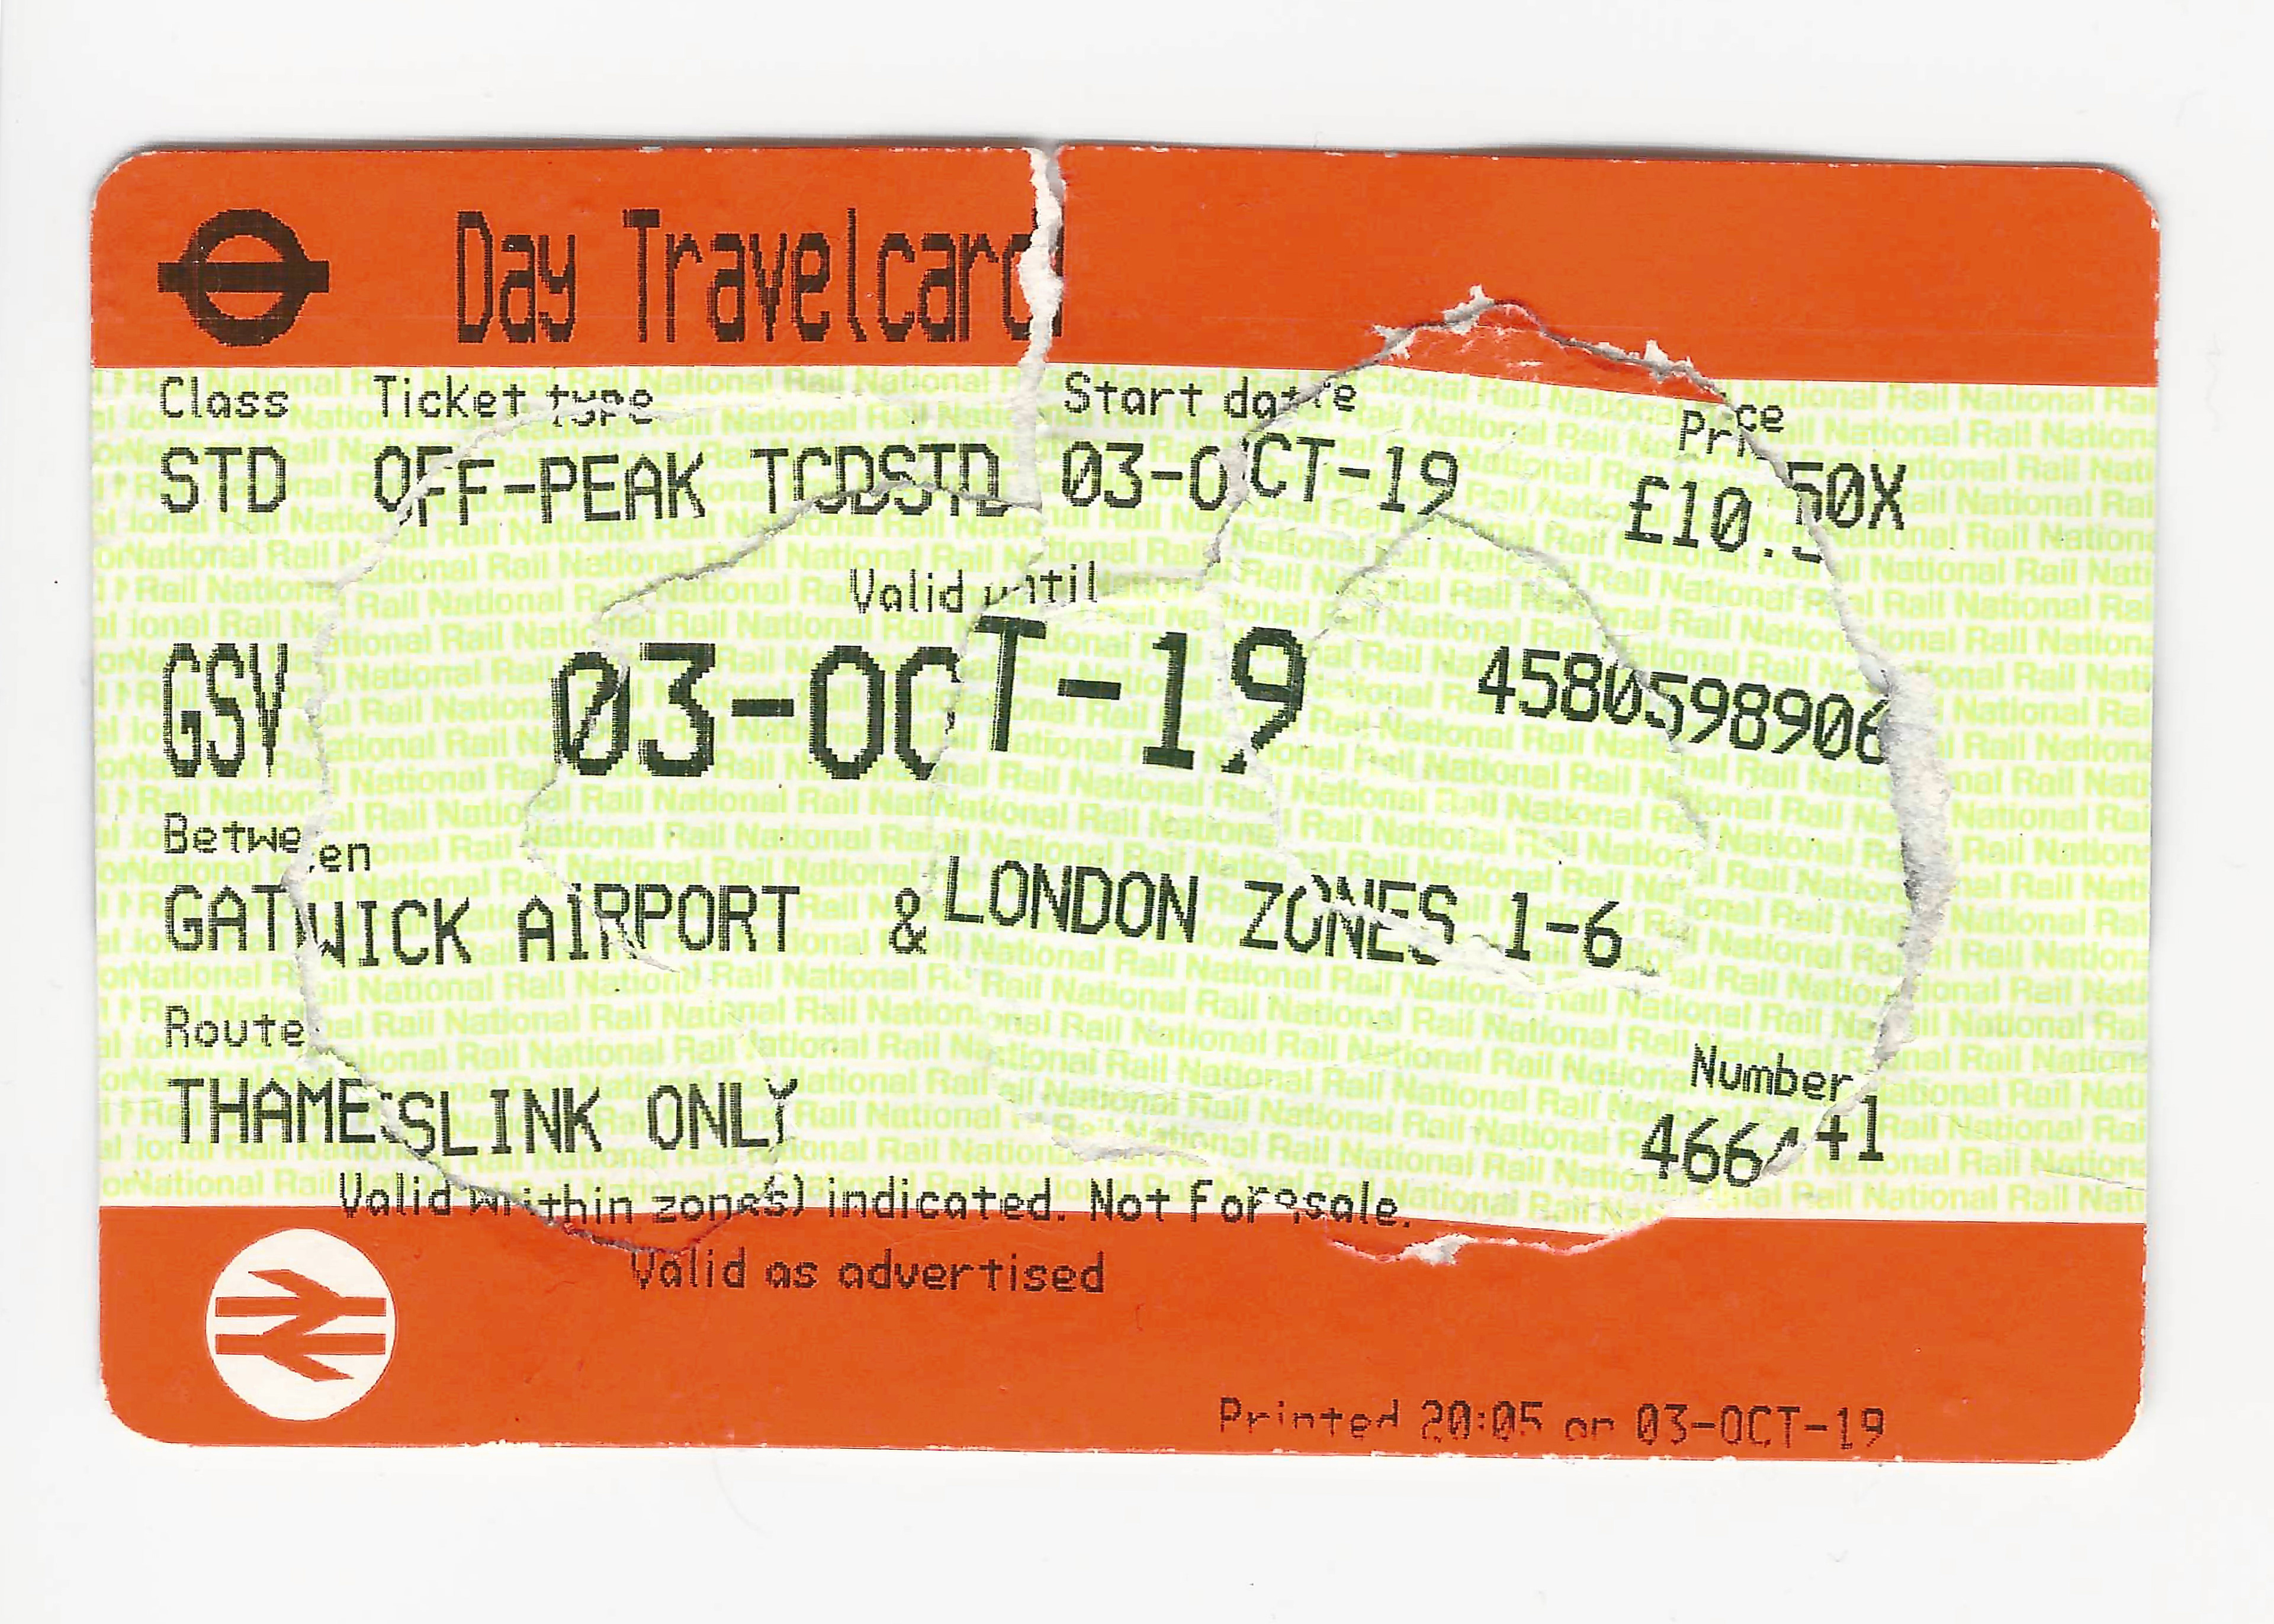 Day Travelcard
Class Ticket type Start date Price
STD OFF-PEAK TCDSTD 03-OCT-19 £10.50X
Valid until
GSV 03-OCT-19 4580598906
Between
GATWICK AIRPORT & LONDON ZONES 1-6
Route Number
THAMESLINK ONLY
Valid within zone(s) indicated. Not for sale.
Valid as advertised
Printed 20:05 on 03-OCT-19